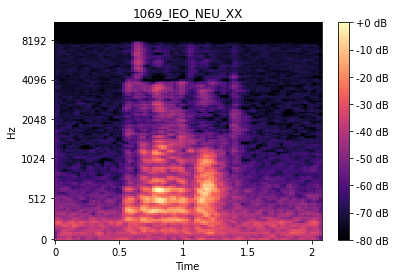 1069_IEO_NEU_XX
8192
4096
2048
1024
512
0
Hz
0
0.5
1
1.5
2
Time
+0 dB
-10 dB
-20 dB
-30 dB
-40 dB
-50 dB
-60 dB
-70 dB
-80 dB